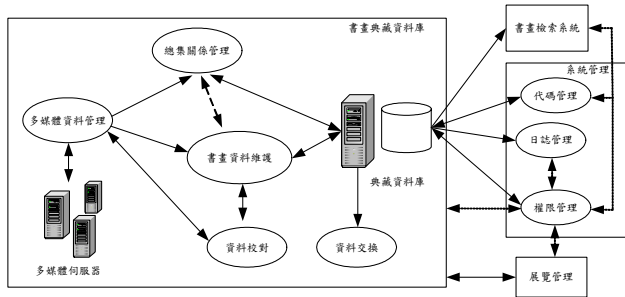 書畫典藏資料庫
書畫檢索系統
總集關係管理
系統管理
代碼管理
多媒體資料管理
日誌管理
書畫資料維護
典藏資料庫
權限管理
資料校對
資料交換
多媒體伺服器
展覽管理